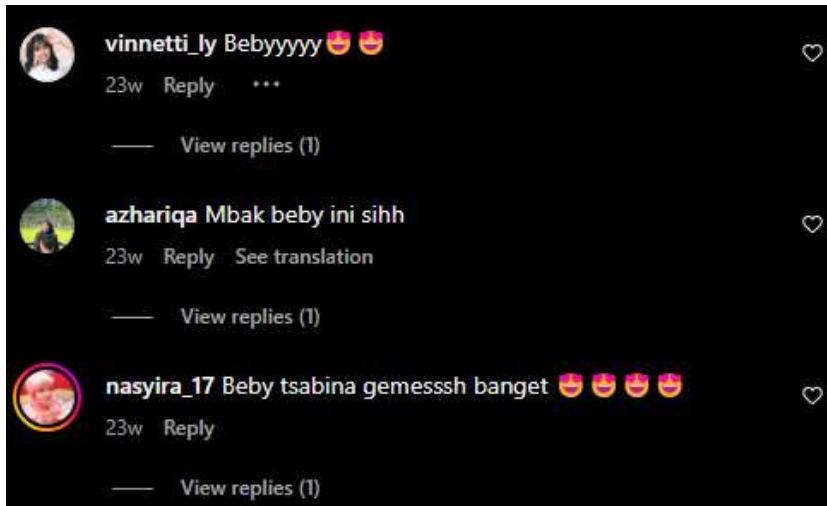 vinnetti_ly Bebyyyyy😍😍
23w Reply ...
View replies (1)
azhariqa Mbak beby ini sihh
23w Reply See translation
View replies (1)
nasyira_17 Beby tsabina gemesssh banget 😍😍😍😍
23w Reply
View replies (1)